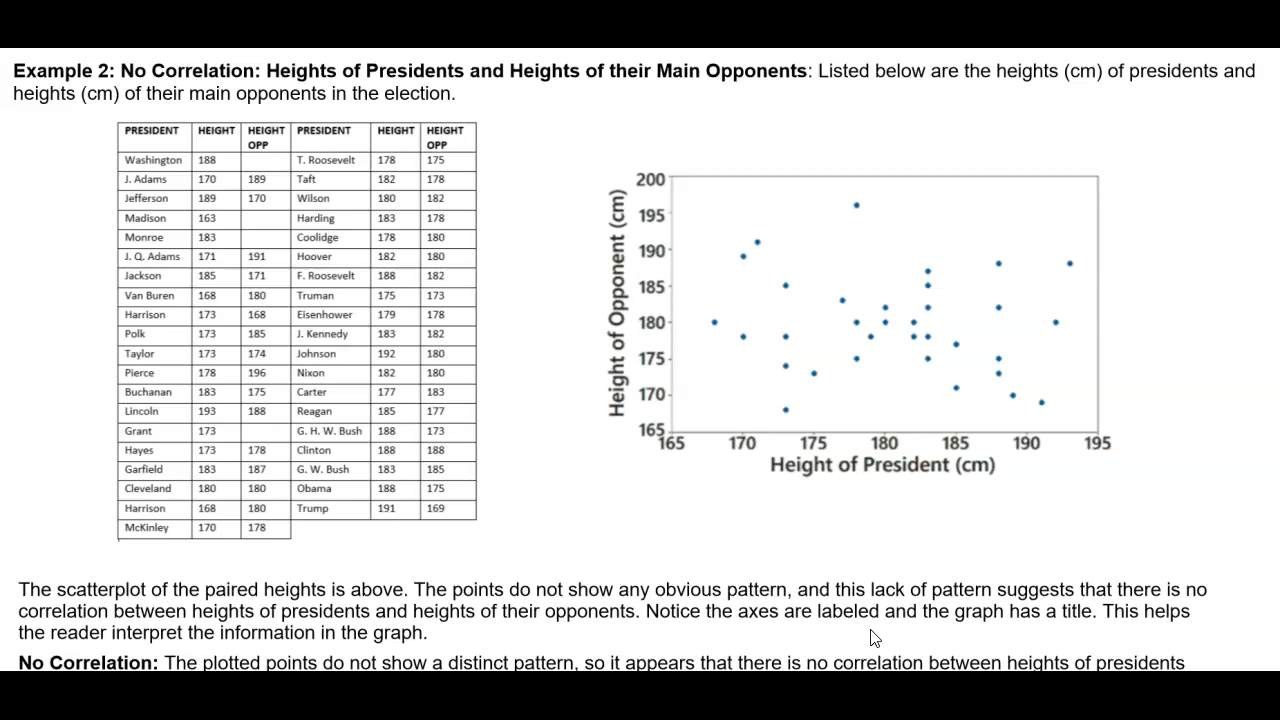 Example 2: No Correlation: Heights of Presidents and Heights of their Main Opponents: Listed below are the heights (cm) of presidents and
heights (cm) of their main opponents in the election.
PRESIDENT HEIGHT HEIGHT OPP PRESIDENT HEIGHT HEIGHT OPP
Washington 188 T. Roosevelt 178 175
J. Adams 170 189 Taft 182 178
Jefferson 189 170 Wilson 180 182
Madison 163 Harding 183 178
Monroe 183 Coolidge 178 180
J. Q. Adams 171 191 Hoover 182 180
Jackson 185 171 F. Roosevelt 188 182
Van Buren 168 180 Truman 175 173
Harrison 173 168 Eisenhower 179 178
Polk 173 185 J. Kennedy 183 182
Taylor 173 174 Johnson 192 180
Pierce 178 196 Nixon 182 180
Buchanan 183 175 Carter 177 183
Lincoln 193 188 Reagan 185 177
Grant 173 G. H. W. Bush 188 173
Hayes 173 178 Clinton 188 188
Garfield 183 187 G. W. Bush 183 185
Cleveland 180 180 Obama 188 175
Harrison 168 180 Trump 191 169
McKinley 170 178
Height of Opponent (cm)
200
195
190
185
180
175
170
165
165 170 175 180 185 190 195
Height of President (cm)
The scatterplot of the paired heights is above. The points do not show any obvious pattern, and this lack of pattern suggests that there is no
correlation between heights of presidents and heights of their opponents. Notice the axes are labeled and the graph has a title. This helps
the reader interpret the information in the graph.
No Correlation: The plotted points do not show a distinct pattern, so it appears that there is no correlation between heights of presidents